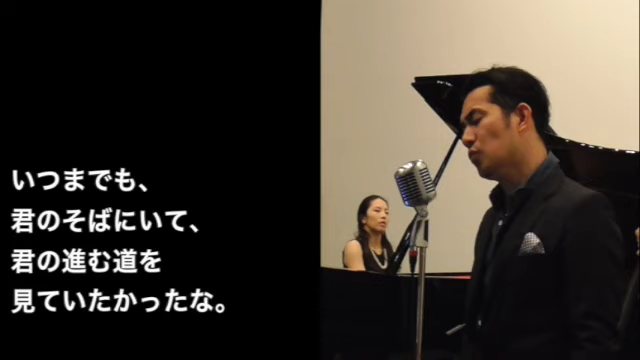 いつまでも、
君のそばにいて、
君の進む道を
見ていたかったな。